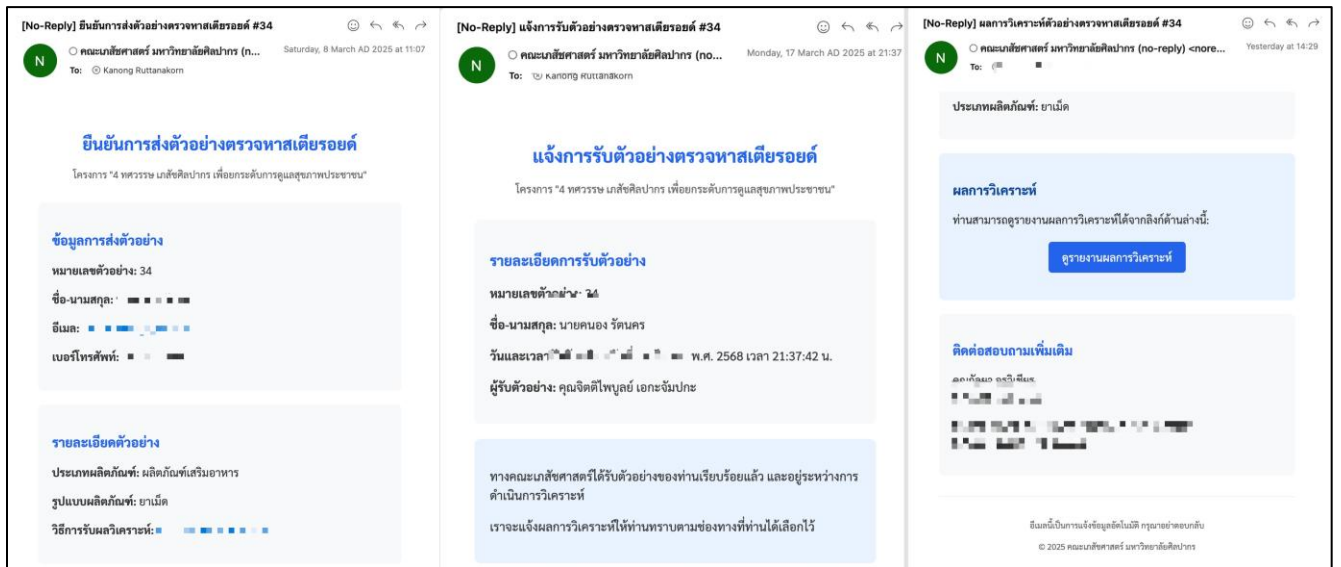 [No-Reply] ยืนยันการส่งตัวอย่างตรวจหาสเตียรอยด์ #34
N
คณะเภสัชศาสตร์ มหาวิทยาลัยศิลปากร (n...
Saturday, 8 March AD 2025 at 11:07
To: Kanong Ruttanakorn
ยืนยันการส่งตัวอย่างตรวจหาสเตียรอยด์
โครงการ "4 ทศวรรษ เภสัชศิลปากร เพื่อยกระดับการดูแลสุขภาพประชาชน"
ข้อมูลการส่งตัวอย่าง
หมายเลขตัวอย่าง: 34
ชื่อ-นามสกุล:
อีเมล:
เบอร์โทรศัพท์:
รายละเอียดตัวอย่าง
ประเภทผลิตภัณฑ์: ผลิตภัณฑ์เสริมอาหาร
รูปแบบผลิตภัณฑ์: ยาเม็ด
วิธีการรับผลวิเคราะห์:
[No-Reply] แจ้งการรับตัวอย่างตรวจหาสเตียรอยด์ #34
N
คณะเภสัชศาสตร์ มหาวิทยาลัยศิลปากร (no...
Monday, 17 March AD 2025 at 21:37
To: Kanong Ruttanakorn
แจ้งการรับตัวอย่างตรวจหาสเตียรอยด์
โครงการ "4 ทศวรรษ เภสัชศิลปากร เพื่อยกระดับการดูแลสุขภาพประชาชน"
รายละเอียดการรับตัวอย่าง
หมายเลขตัวอย่าง: 34
ชื่อ-นามสกุล: นายคนอง รัตนคร
วันและเวลา พ.ศ. 2568 เวลา 21:37:42 น.
ผู้รับตัวอย่าง: คุณจิตติไพบูลย์ เอกะจัมปกะ
ทางคณะเภสัชศาสตร์ได้รับตัวอย่างของท่านเรียบร้อยแล้ว และอยู่ระหว่างการ
ดำเนินการวิเคราะห์
เราจะแจ้งผลการวิเคราะห์ให้ท่านทราบตามช่องทางที่ท่านได้เลือกไว้
[No-Reply] ผลการวิเคราะห์ตัวอย่างตรวจหาสเตียรอยด์ #34
N
คณะเภสัชศาสตร์ มหาวิทยาลัยศิลปากร (no-reply) <nore...
Yesterday at 14:29
To:
ประเภทผลิตภัณฑ์: ยาเม็ด
ผลการวิเคราะห์
ท่านสามารถดูรายงานผลการวิเคราะห์ได้จากลิงก์ด้านล่างนี้:
ดูรายงานผลการวิเคราะห์
ติดต่อสอบถามเพิ่มเติม
อีเมลนี้เป็นการแจ้งข้อมูลอัตโนมัติ กรุณาอย่าตอบกลับ
© 2025 คณะเภสัชศาสตร์ มหาวิทยาลัยศิลปากร